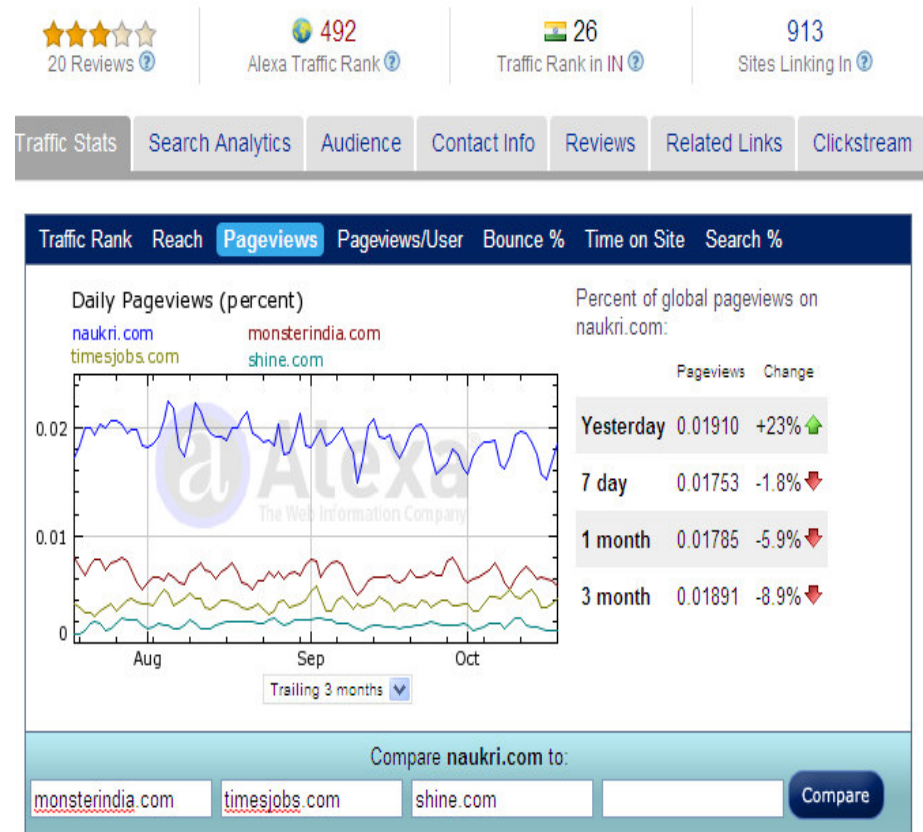 20 Reviews
492
Alexa Traffic Rank
26
Traffic Rank in IN
913
Sites Linking In
Traffic Stats Search Analytics Audience Contact Info Reviews Related Links Clickstream
Traffic Rank Reach Pageviews Pageviews/User Bounce % Time on Site Search %
Daily Pageviews (percent)
naukri.com monsterindia.com
timesjobs.com shine.com
0.02
0.01
0
Aug Sep Oct
a Alexa
The Web Information Company
Trailing 3 months
Percent of global pageviews on
naukri.com:
Pageviews Change
Yesterday 0.01910 +23%
7 day 0.01753 -1.8%
1 month 0.01785 -5.9%
3 month 0.01891 -8.9%
Compare naukri.com to:
monsterindia.com timesjobs.com shine.com Compare